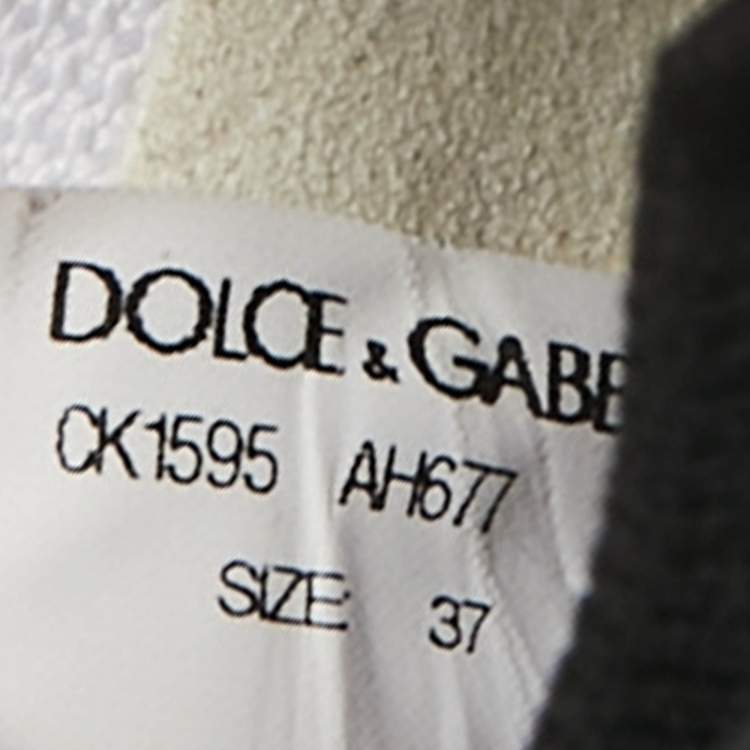 DOLCE & GABB
CK1595 AH677
SIZE 37